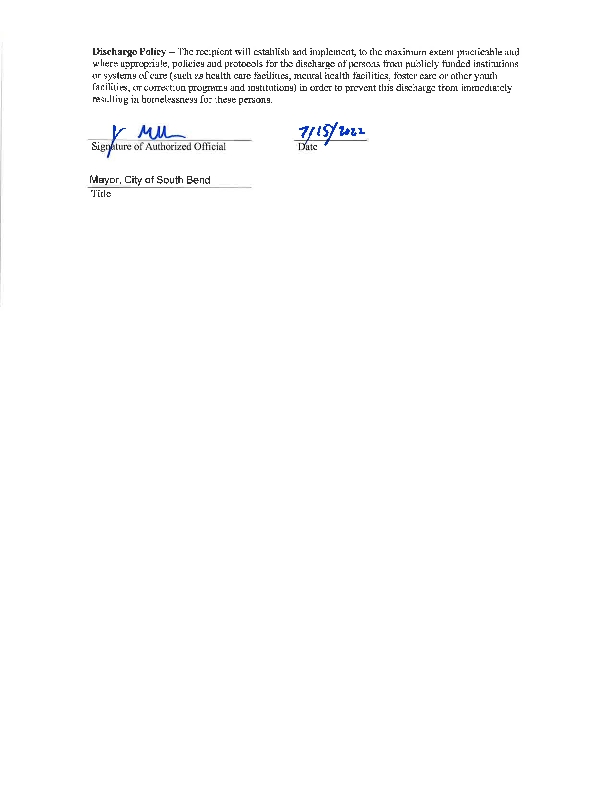 Discharge Policy – The recipient will establish and implement, to the maximum extent practicable and
where appropriate, policies and protocols for the discharge of persons from publicly funded institutions
or systems of care (such as health care facilities, mental health facilities, foster care or other youth
facilities, or correction programs and institutions) in order to prevent this discharge from immediately
resulting in homelessness for these persons.
7/15/2022
Signature of Authorized Official Date
Mayor, City of South Bend
Title